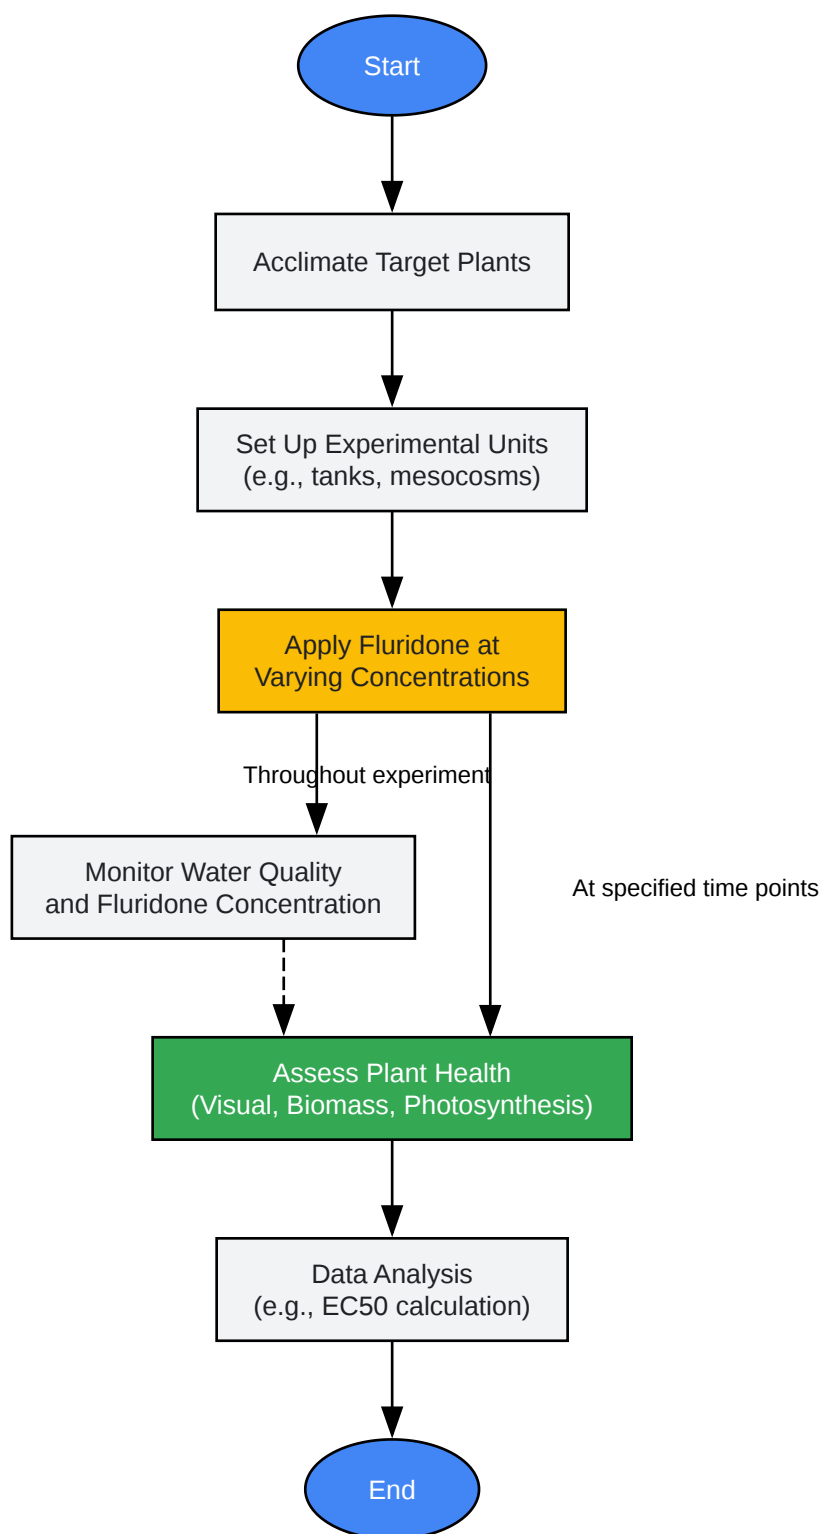 Start
Acclimate Target Plants
Set Up Experimental Units
(e.g., tanks, mesocosms)
Apply Fluridone at
Varying Concentrations
Throughout experiment
Monitor Water Quality
and Fluridone Concentration
At specified time points
Assess Plant Health
(Visual, Biomass, Photosynthesis)
Data Analysis
(e.g., EC50 calculation)
End